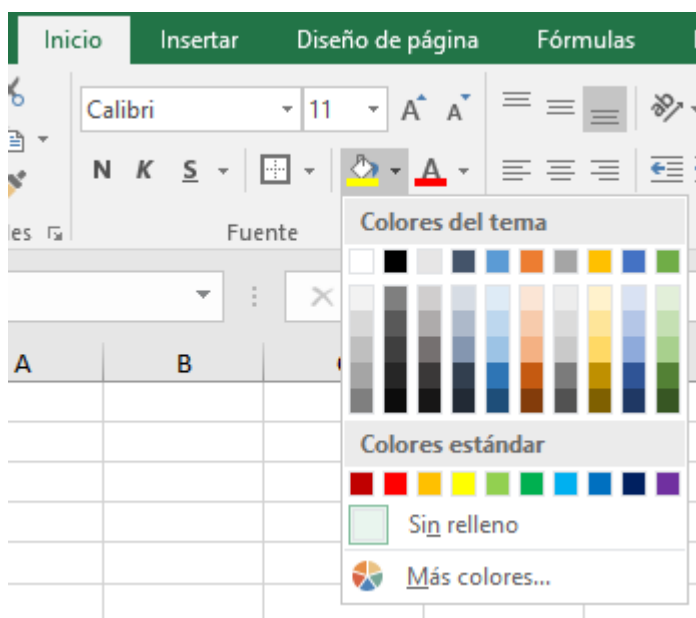 Inicio Insertar Diseño de página Fórmulas
Calibri 11 A A
N K S A
Fuente
Colores del tema
A B
Colores estándar
Sin relleno
Más colores...